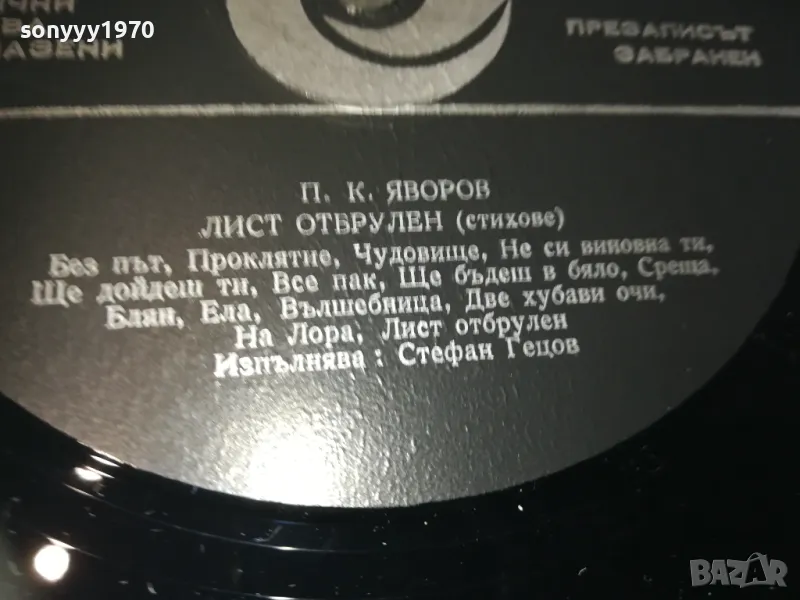 sonyyy1970
ПРЕЗАПИСЪТ
ЗАБРАНЕН
П. К. ЯВОРОВ
ЛИСТ ОТБРУЛЕН (стихове)
Без път, Проклятие, Чудовище, Не си виновна ти,
Ще дойдеш ти, Все пак, Ще бъдеш в бяло, Среща,
Блян, Ела, Вълшебница, Две хубави очи,
На Лора, Лист отбрулен
Изпълнява : Стефан Гецов
BAZAR